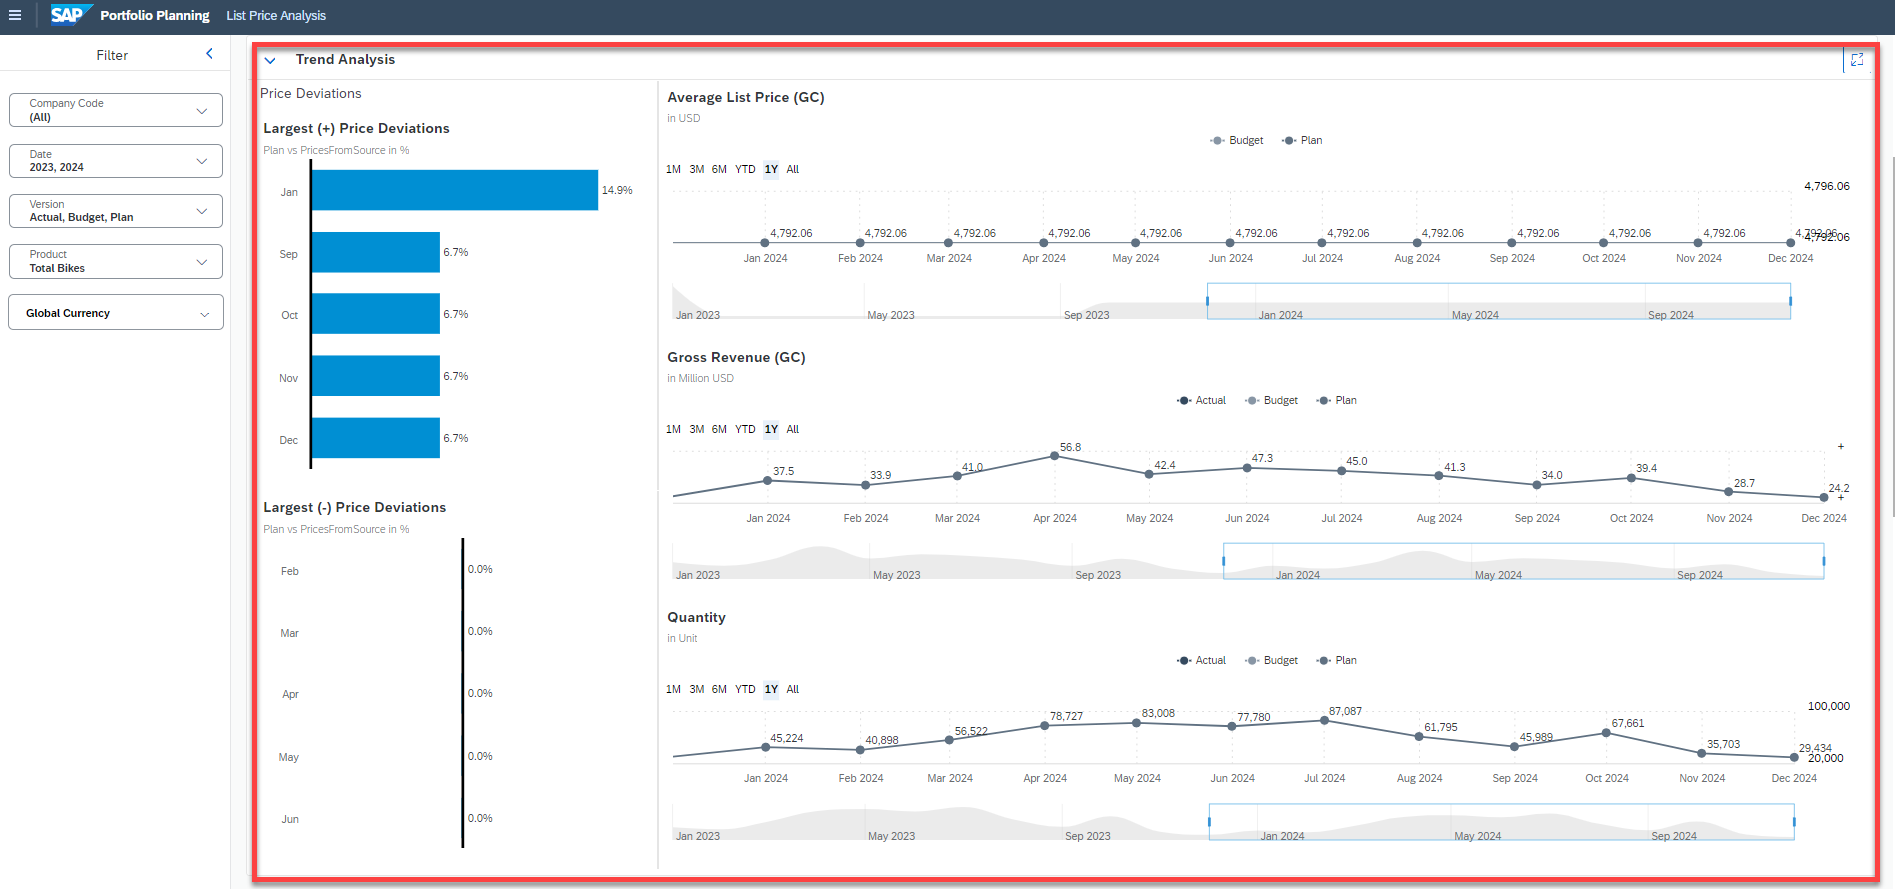 SAP Portfolio Planning List Price Analysis
Filter
Company Code
(All)
Date
2023, 2024
Version
Actual, Budget, Plan
Product
Total Bikes
Global Currency
Trend Analysis
Price Deviations
Largest (+) Price Deviations
Plan vs PricesFromSource in %
Jan 14.9%
Sep 6.7%
Oct 6.7%
Nov 6.7%
Dec 6.7%
Largest (-) Price Deviations
Plan vs PricesFromSource in %
Feb 0.0%
Mar 0.0%
Apr 0.0%
May 0.0%
Jun 0.0%
Average List Price (GC)
in USD
Budget Plan
1M 3M 6M YTD 1Y All
4,796.06
4,792.06 4,792.06 4,792.06 4,792.06 4,792.06 4,792.06 4,792.06 4,792.06 4,792.06 4,792.06 4,792.06 4,792.06
4,792.06
Jan 2024 Feb 2024 Mar 2024 Apr 2024 May 2024 Jun 2024 Jul 2024 Aug 2024 Sep 2024 Oct 2024 Nov 2024 Dec 2024
Jan 2023 May 2023 Sep 2023 Jan 2024 May 2024 Sep 2024
Gross Revenue (GC)
in Million USD
Actual Budget Plan
1M 3M 6M YTD 1Y All
+
37.5 33.9 41.0 56.8 42.4 47.3 45.0 41.3 34.0 39.4 28.7 24.2
+
Jan 2024 Feb 2024 Mar 2024 Apr 2024 May 2024 Jun 2024 Jul 2024 Aug 2024 Sep 2024 Oct 2024 Nov 2024 Dec 2024
Jan 2023 May 2023 Sep 2023 Jan 2024 May 2024 Sep 2024
Quantity
in Unit
Actual Budget Plan
1M 3M 6M YTD 1Y All
100,000
45,224 40,898 56,522 78,727 83,008 77,780 87,087 61,795 45,989 67,661 35,703 29,434
20,000
Jan 2024 Feb 2024 Mar 2024 Apr 2024 May 2024 Jun 2024 Jul 2024 Aug 2024 Sep 2024 Oct 2024 Nov 2024 Dec 2024
Jan 2023 May 2023 Sep 2023 Jan 2024 May 2024 Sep 2024